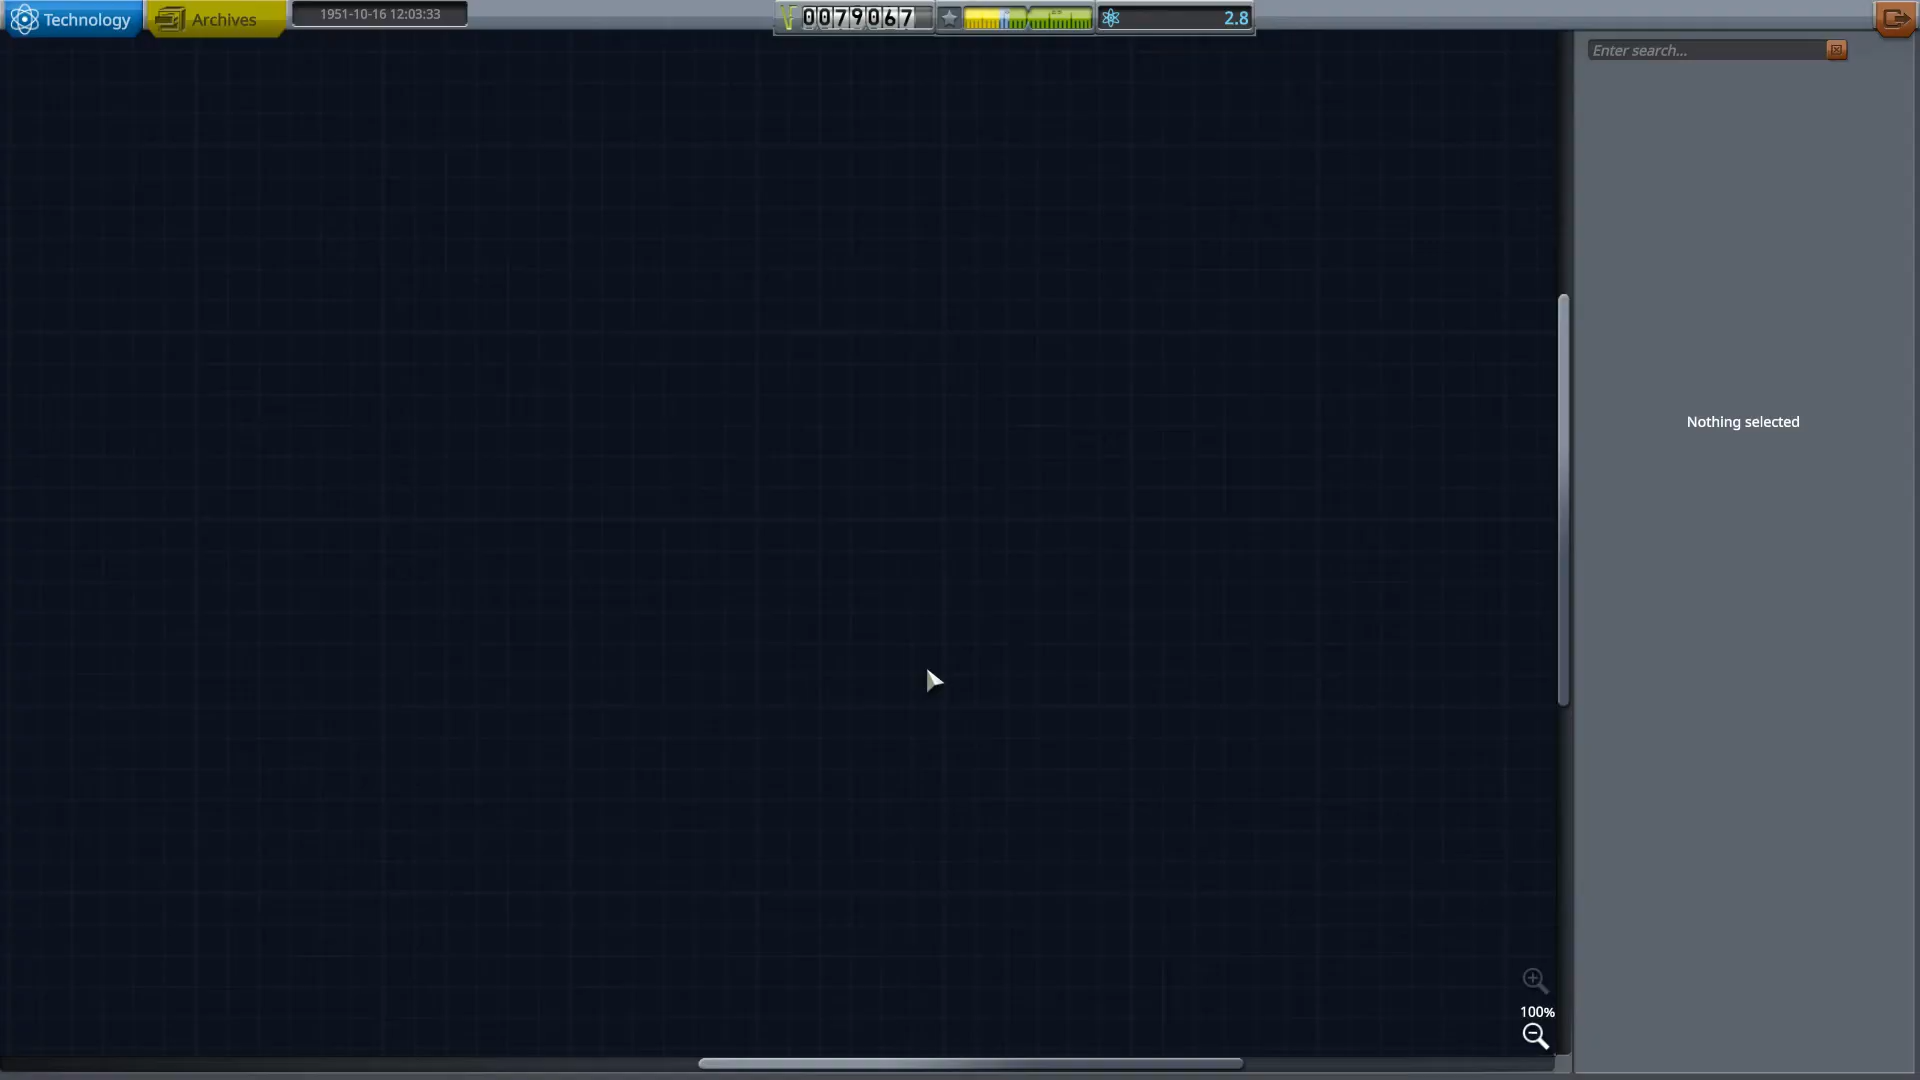 Technology
Archives
1951-10-16 12:03:33
0079067
2.8
Enter search...
Nothing selected
100%